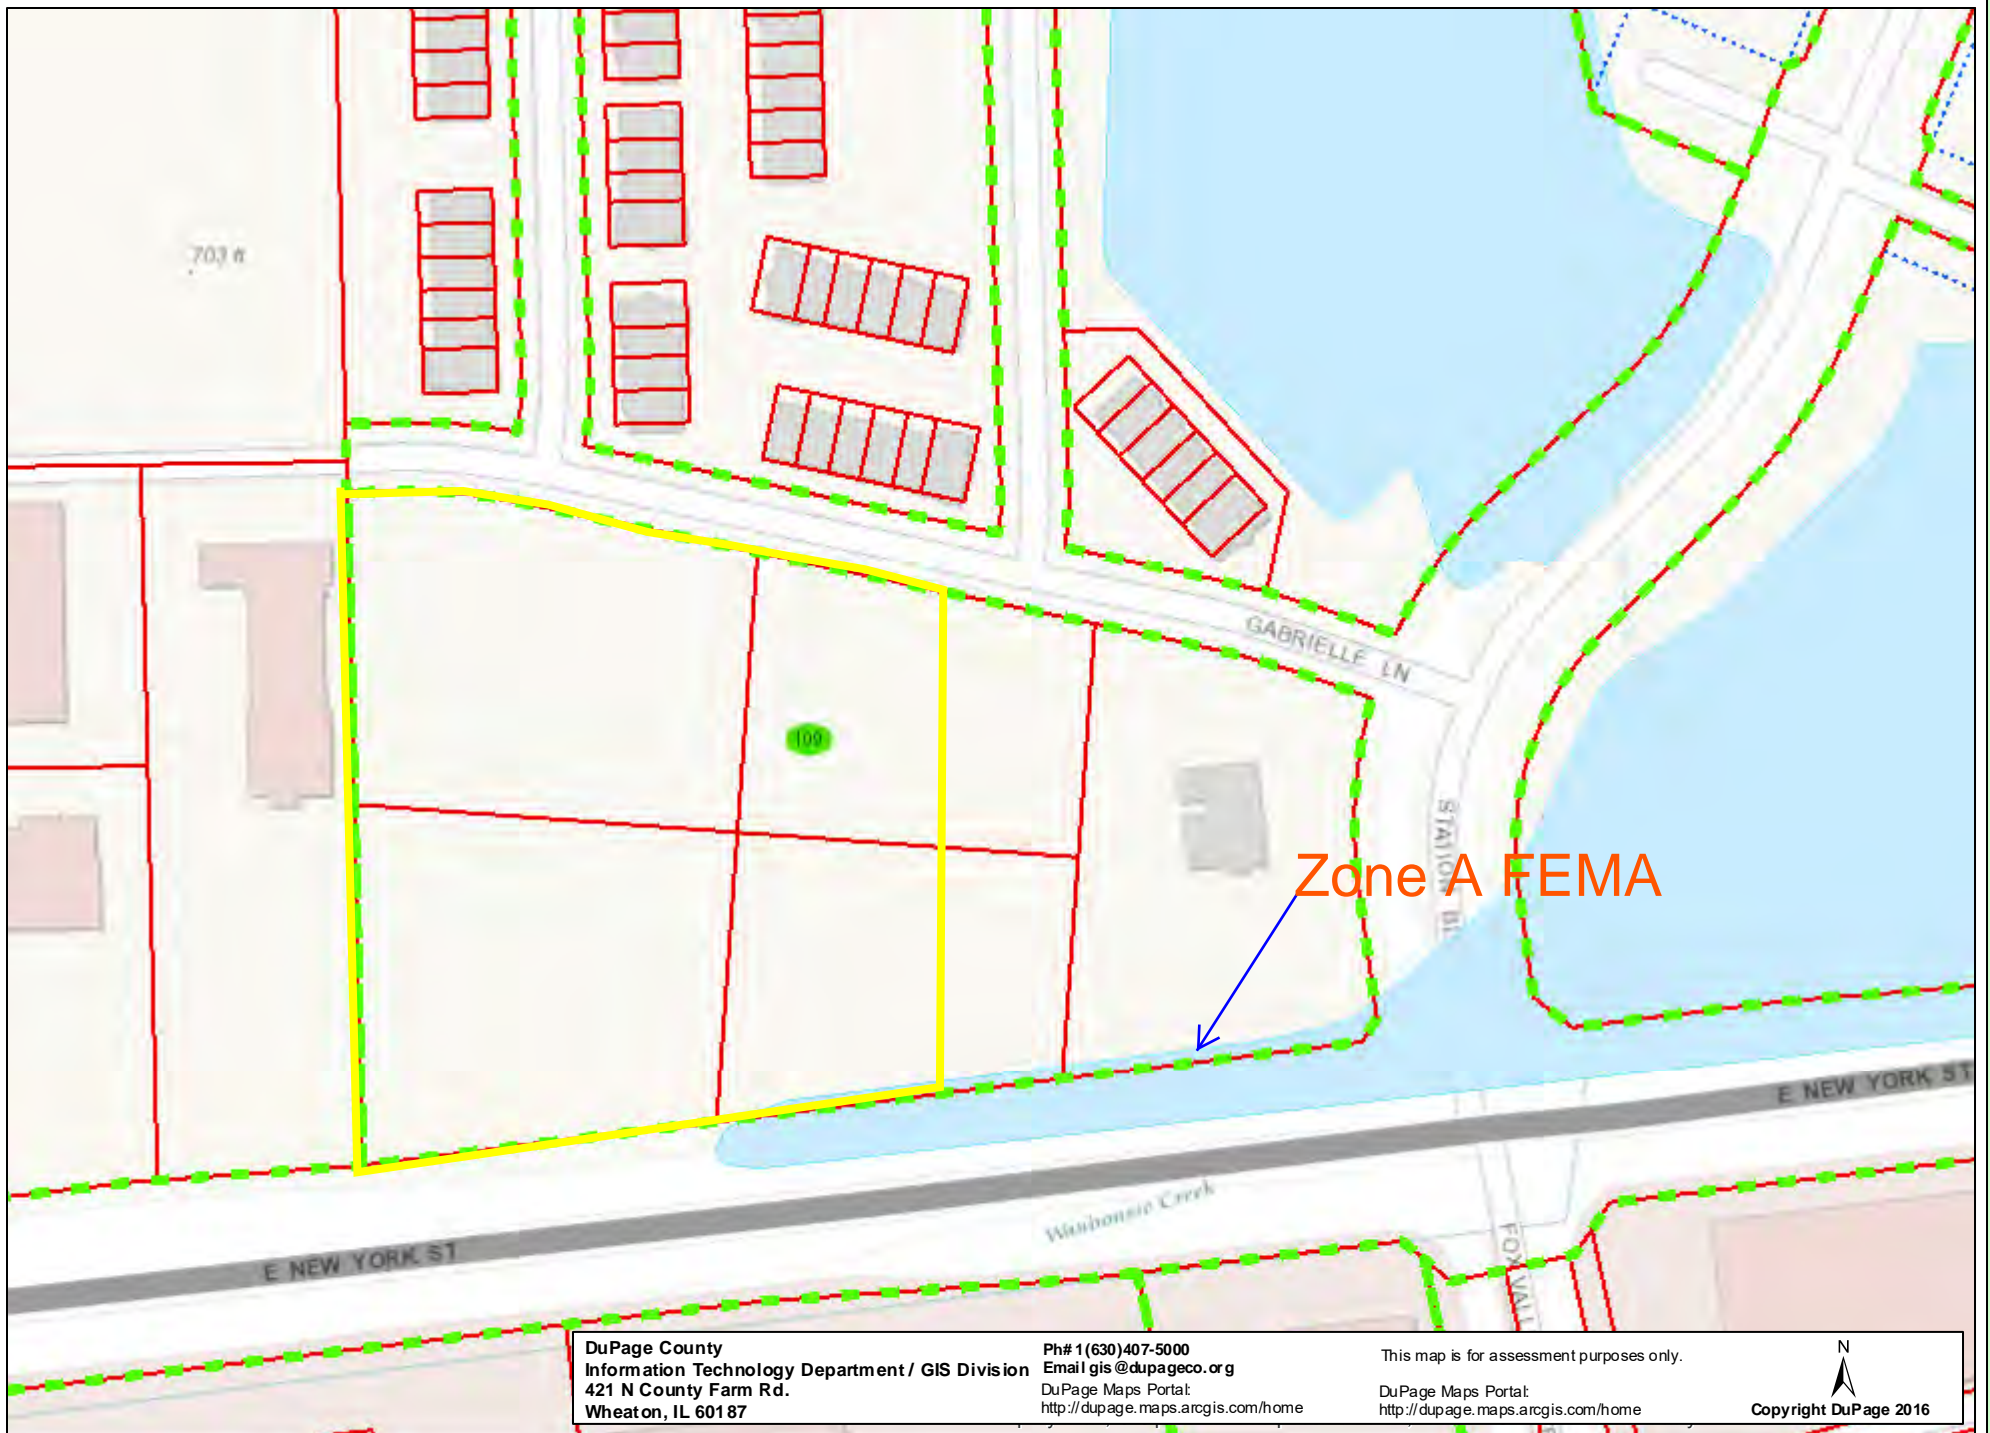 703 ft
109
GABRIELLE LN
Zone A FEMA
STATION BL
E NEW YORK ST
Waubonsie Creek
E NEW YORK ST
FOX VALL
DuPage County
Information Technology Department / GIS Division
421 N County Farm Rd.
Wheaton, IL 60187
Ph# 1(630)407-5000
Email gis@dupageco.org
DuPage Maps Portal:
http://dupage.maps.arcgis.com/home
This map is for assessment purposes only.
DuPage Maps Portal:
http://dupage.maps.arcgis.com/home
N
Copyright DuPage 2016